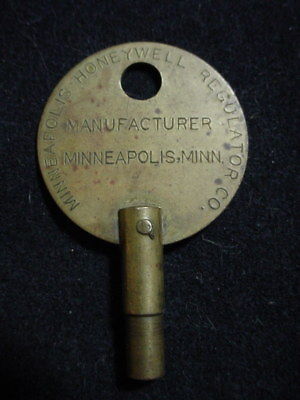 MINNEAPOLIS-HONEYWELL REGULATOR CO.
MANUFACTURER
MINNEAPOLIS, MINN.